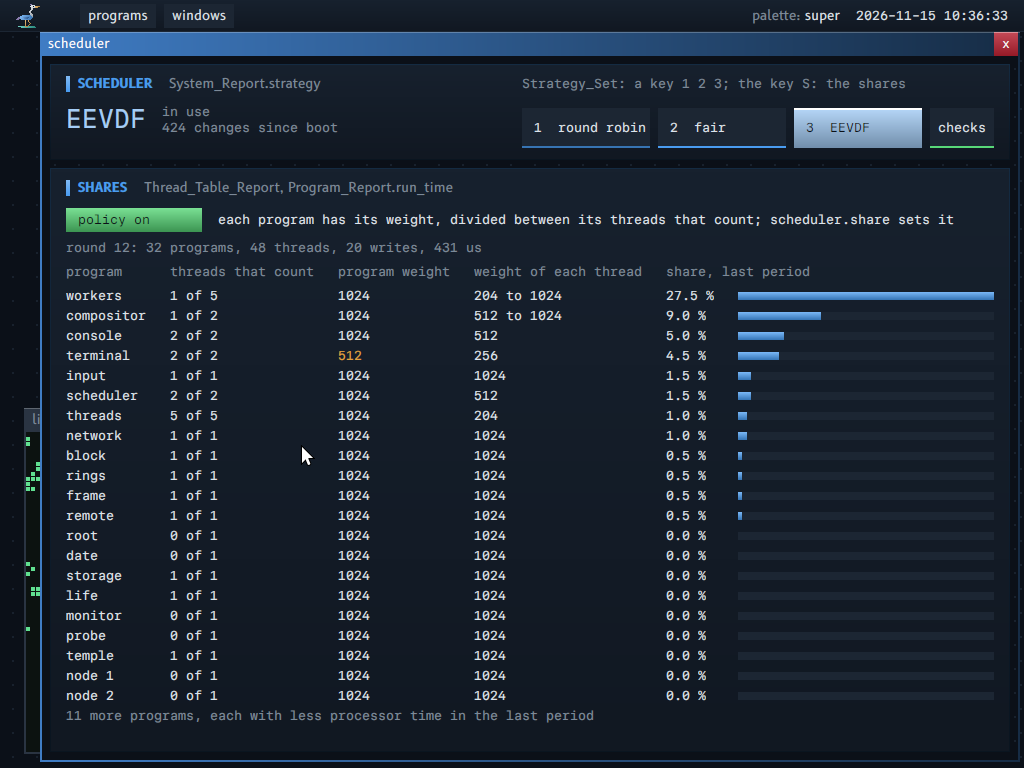 programs windows palette: super 2026-11-15 10:36:33
scheduler x
SCHEDULER System_Report.strategy Strategy_Set: a key 1 2 3; the key S: the shares
EEVDF in use
424 changes since boot
1 round robin 2 fair 3 EEVDF checks
SHARES Thread_Table_Report, Program_Report.run_time
policy on each program has its weight, divided between its threads that count; scheduler.share sets it
round 12: 32 programs, 48 threads, 20 writes, 431 us
program threads that count program weight weight of each thread share, last period
workers 1 of 5 1024 204 to 1024 27.5 %
compositor 1 of 2 1024 512 to 1024 9.0 %
console 2 of 2 1024 512 5.0 %
terminal 2 of 2 512 256 4.5 %
input 1 of 1 1024 1024 1.5 %
scheduler 2 of 2 1024 512 1.5 %
threads 5 of 5 1024 204 1.0 %
network 1 of 1 1024 1024 1.0 %
block 1 of 1 1024 1024 0.5 %
rings 1 of 1 1024 1024 0.5 %
frame 1 of 1 1024 1024 0.5 %
remote 1 of 1 1024 1024 0.5 %
root 0 of 1 1024 1024 0.0 %
date 0 of 1 1024 1024 0.0 %
storage 1 of 1 1024 1024 0.0 %
life 1 of 1 1024 1024 0.0 %
monitor 0 of 1 1024 1024 0.0 %
probe 0 of 1 1024 1024 0.0 %
temple 1 of 1 1024 1024 0.0 %
node 1 0 of 1 1024 1024 0.0 %
node 2 0 of 1 1024 1024 0.0 %
11 more programs, each with less processor time in the last period